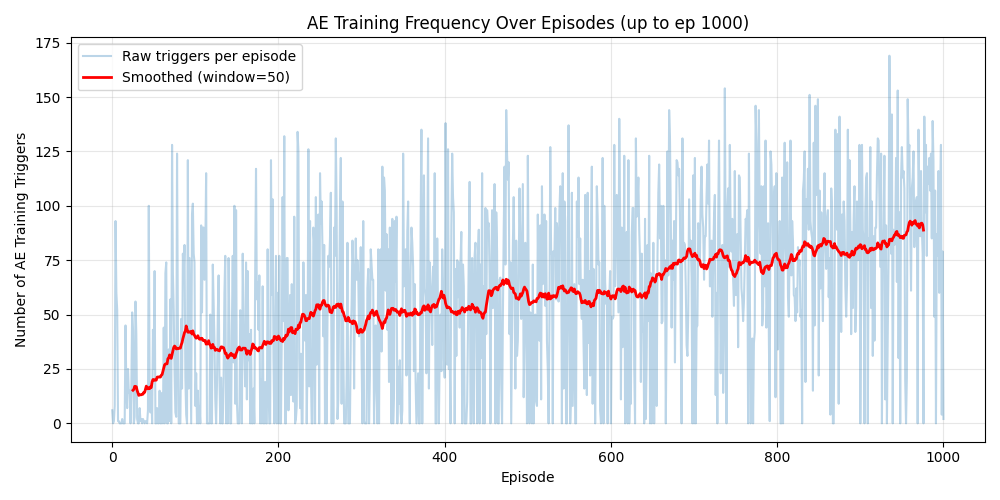 AE Training Frequency Over Episodes (up to ep 1000)
Raw triggers per episode
Smoothed (window=50)
Number of AE Training Triggers
175
150
125
100
75
50
25
0
0 200 400 600 800 1000
Episode